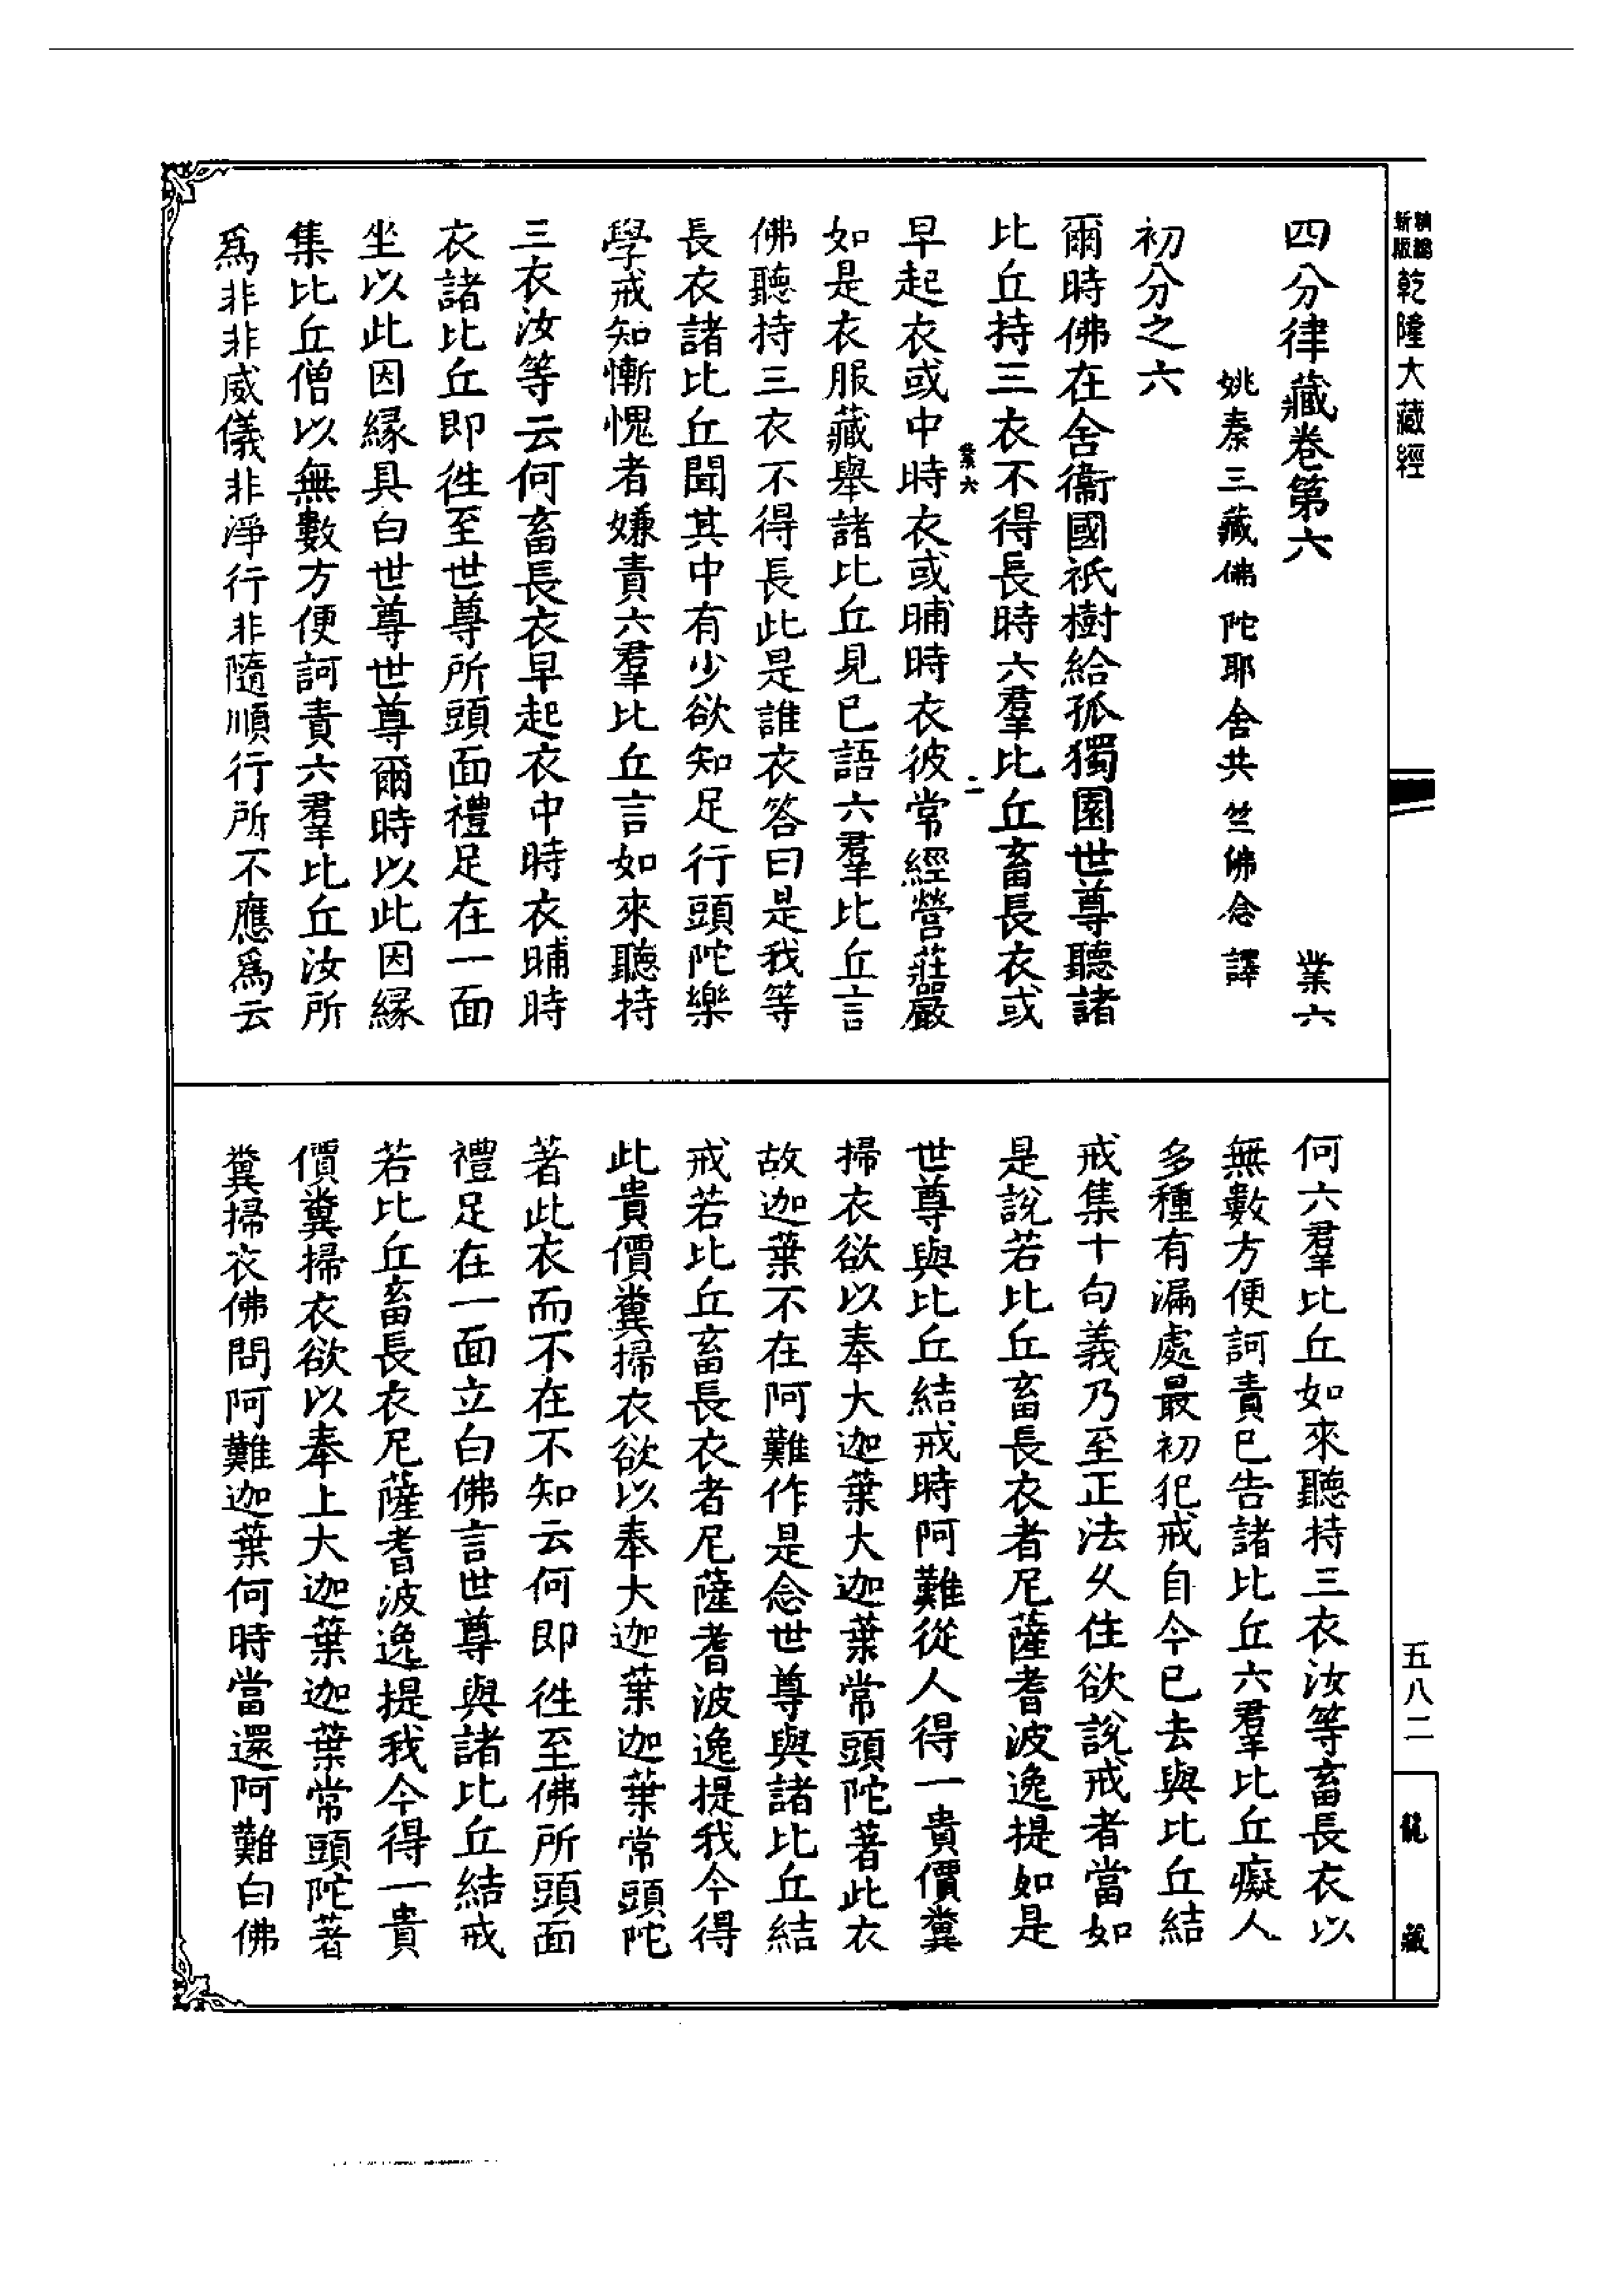 新版 精縮 乾隆大藏經
四分律藏卷第六 業六
姚秦三藏佛陀耶舍共竺佛念譯
初分之六
爾時佛在舍衞國祇樹給孤獨園世尊聽諸
比丘持三衣不得長時六羣比丘畜長衣或
業六 二
早起衣或中時衣或晡時衣彼常經營莊嚴
如是衣服藏舉諸比丘見已語六羣比丘言
佛聽持三衣不得長此是誰衣答曰是我等
長衣諸比丘聞其中有少欲知足行頭陀樂
學戒知慚愧者嫌責六羣比丘言如來聽持
三衣汝等云何畜長衣早起衣中時衣晡時
衣諸比丘即徃至世尊所頭面禮足在一面
坐以此因緣具白世尊世尊爾時以此因緣
集比丘僧以無數方便訶責六羣比丘汝所
爲非非威儀非淨行非隨順行所不應爲云
何六羣比丘如來聽持三衣汝等畜長衣以
無數方便訶責已告諸比丘六羣比丘癡人
多種有漏處最初犯戒自今已去與比丘結
戒集十句義乃至正法久住欲說戒者當如
是說若比丘畜長衣者尼薩耆波逸提如是
世尊與比丘結戒時阿難從人得一貴價糞
掃衣欲以奉大迦葉大迦葉常頭陀著此衣
故迦葉不在阿難作是念世尊與諸比丘結
戒若比丘畜長衣者尼薩耆波逸提我今得
此貴價糞掃衣欲以奉大迦葉迦葉常頭陀
著此衣而不在不知云何即徃至佛所頭面
禮足在一面立白佛言世尊與諸比丘結戒
若比丘畜長衣尼薩耆波逸提我今得一貴
價糞掃衣欲以奉上大迦葉迦葉常頭陀著
糞掃衣佛問阿難迦葉何時當還阿難白佛
五八二
龍藏